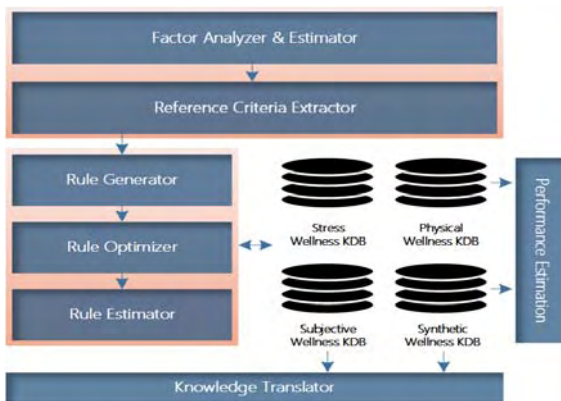 Factor Analyzer & Estimator
Reference Criteria Extractor
Rule Generator
Rule Optimizer
Rule Estimator
Stress
Wellness KDB
Physical
Wellness KDB
Subjective
Wellness KDB
Synthetic
Wellness KDB
Performance Estimation
Knowledge Translator